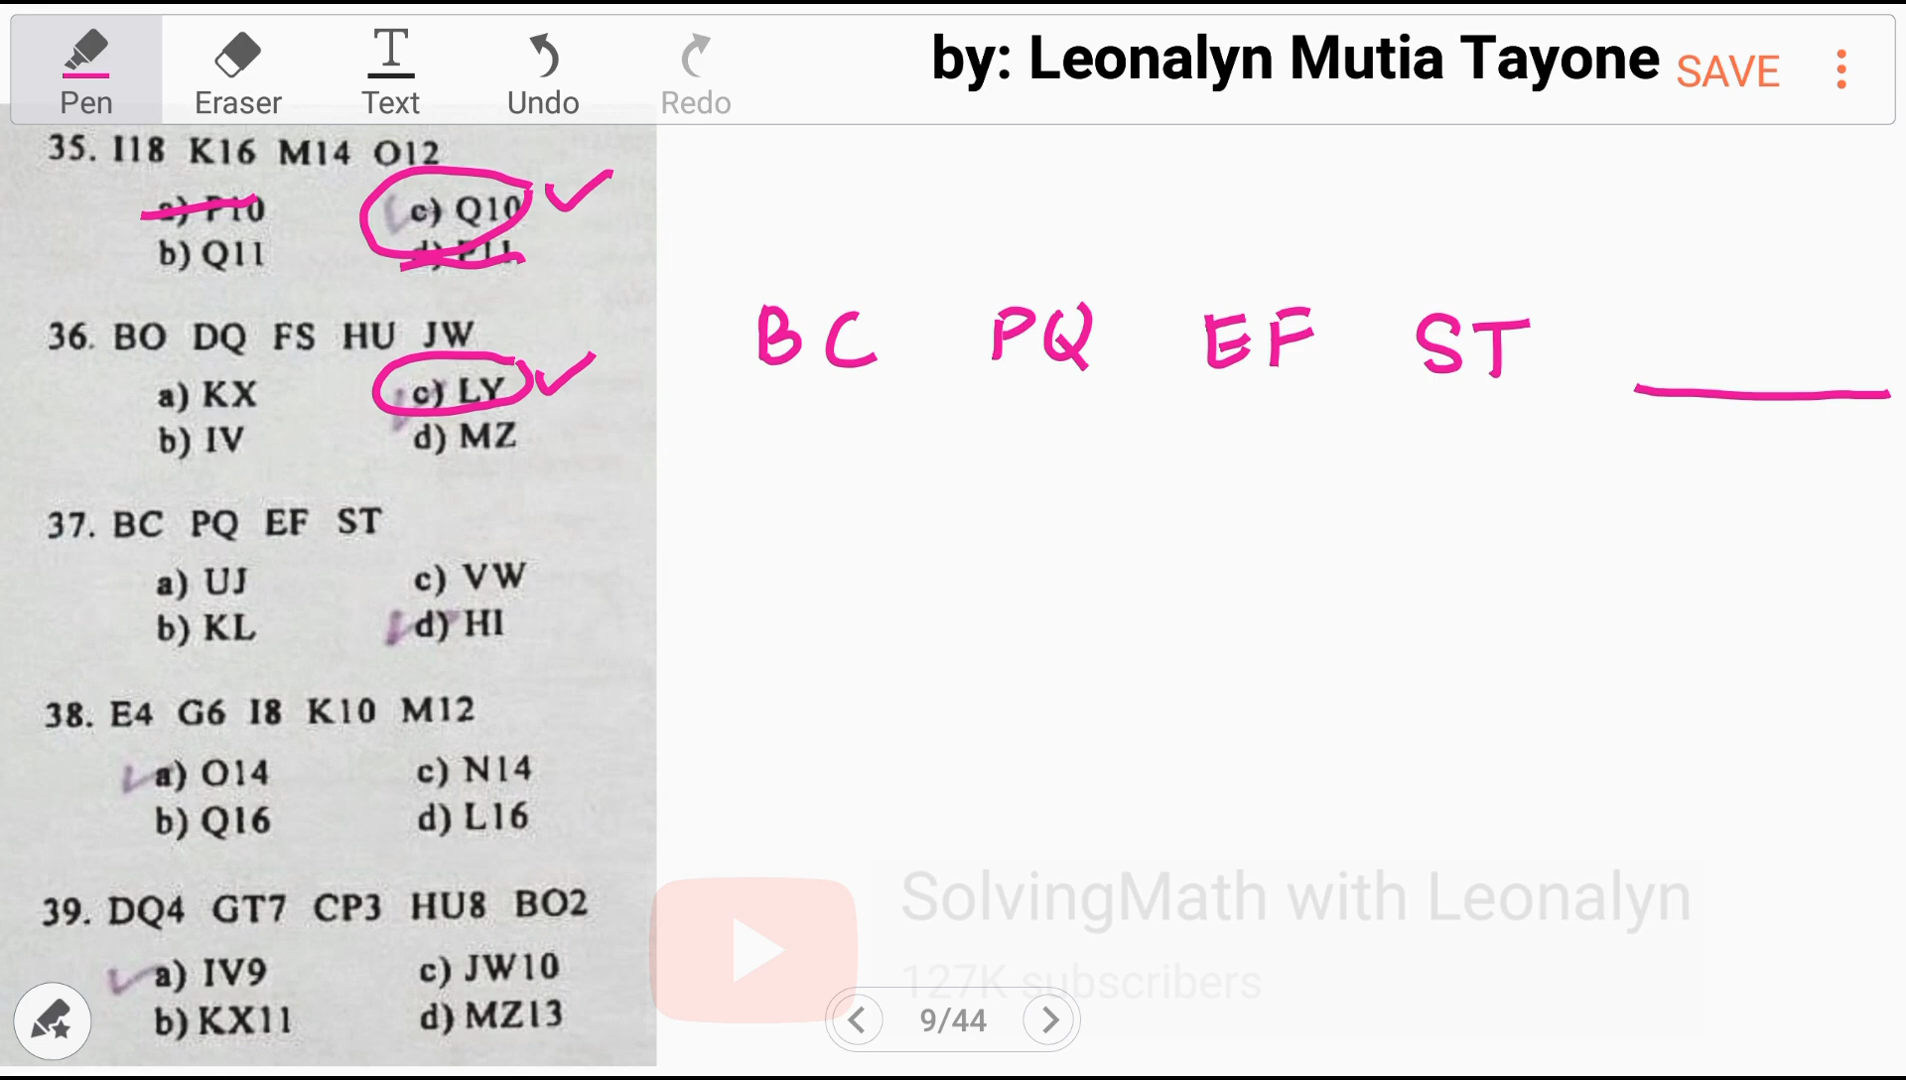 Pen Eraser Text Undo Redo by: Leonalyn Mutia Tayone SAVE
35. I18 K16 M14 O12
a) P10 c) Q10
b) Q11 d) P11
36. BO DQ FS HU JW
a) KX c) LY
b) IV d) MZ
37. BC PQ EF ST
a) UJ c) VW
b) KL d) HI
38. E4 G6 I8 K10 M12
a) O14 c) N14
b) Q16 d) L16
39. DQ4 GT7 CP3 HU8 BO2
a) IV9 c) JW10
b) KX11 d) MZ13
BC PQ EF ST
SolvingMath with Leonalyn
127K subscribers
9/44